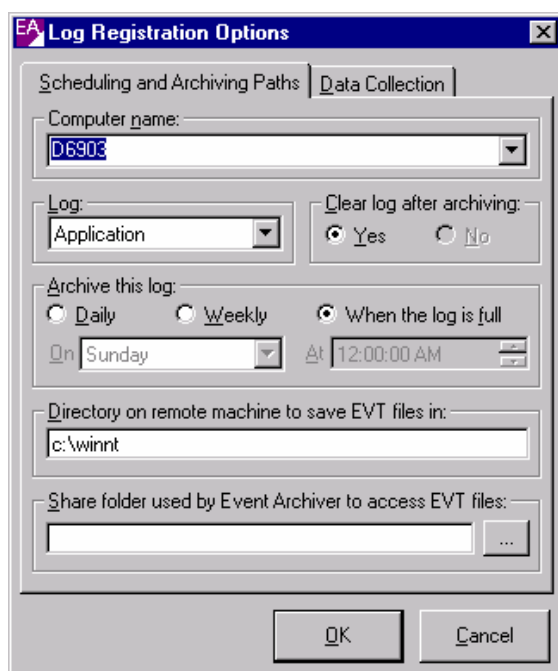 EA Log Registration Options
Scheduling and Archiving Paths Data Collection
Computer name:
D6903
Log: Clear log after archiving:
Application Yes No
Archive this log:
Daily Weekly When the log is full
On Sunday At 12:00:00 AM
Directory on remote machine to save EVT files in:
c:\winnt
Share folder used by Event Archiver to access EVT files:
...
OK Cancel